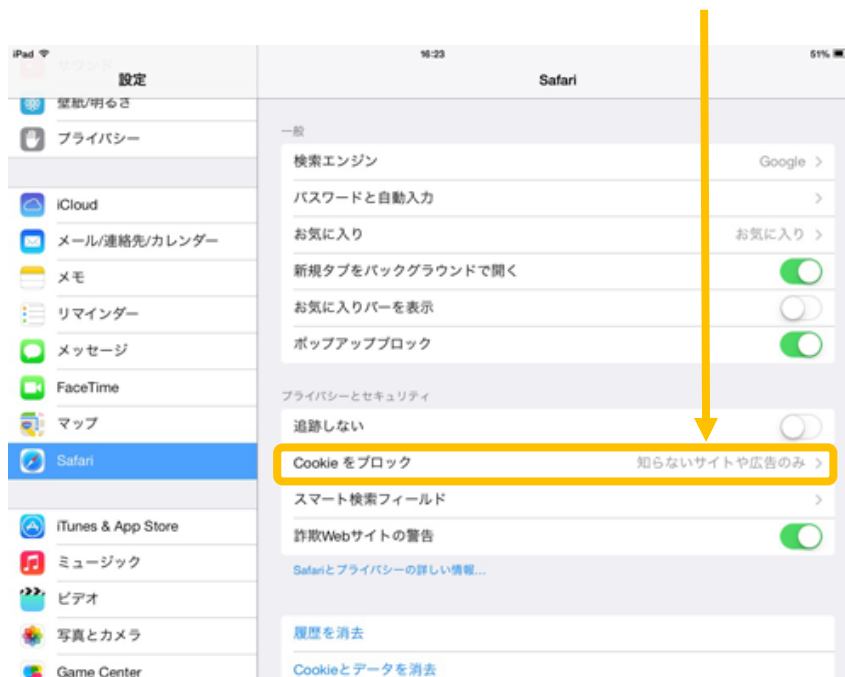 iPad
16:23
51%
サウンド
設定
Safari
壁紙/明るさ
プライバシー
iCloud
メール/連絡先/カレンダー
メモ
リマインダー
メッセージ
FaceTime
マップ
Safari
iTunes & App Store
ミュージック
ビデオ
写真とカメラ
Game Center
一般
検索エンジン Google
パスワードと自動入力
お気に入り お気に入り
新規タブをバックグラウンドで開く
お気に入りバーを表示
ポップアップブロック
プライバシーとセキュリティ
追跡しない
Cookie をブロック 知らないサイトや広告のみ
スマート検索フィールド
詐欺Webサイトの警告
Safariとプライバシーの詳しい情報...
履歴を消去
Cookieとデータを消去